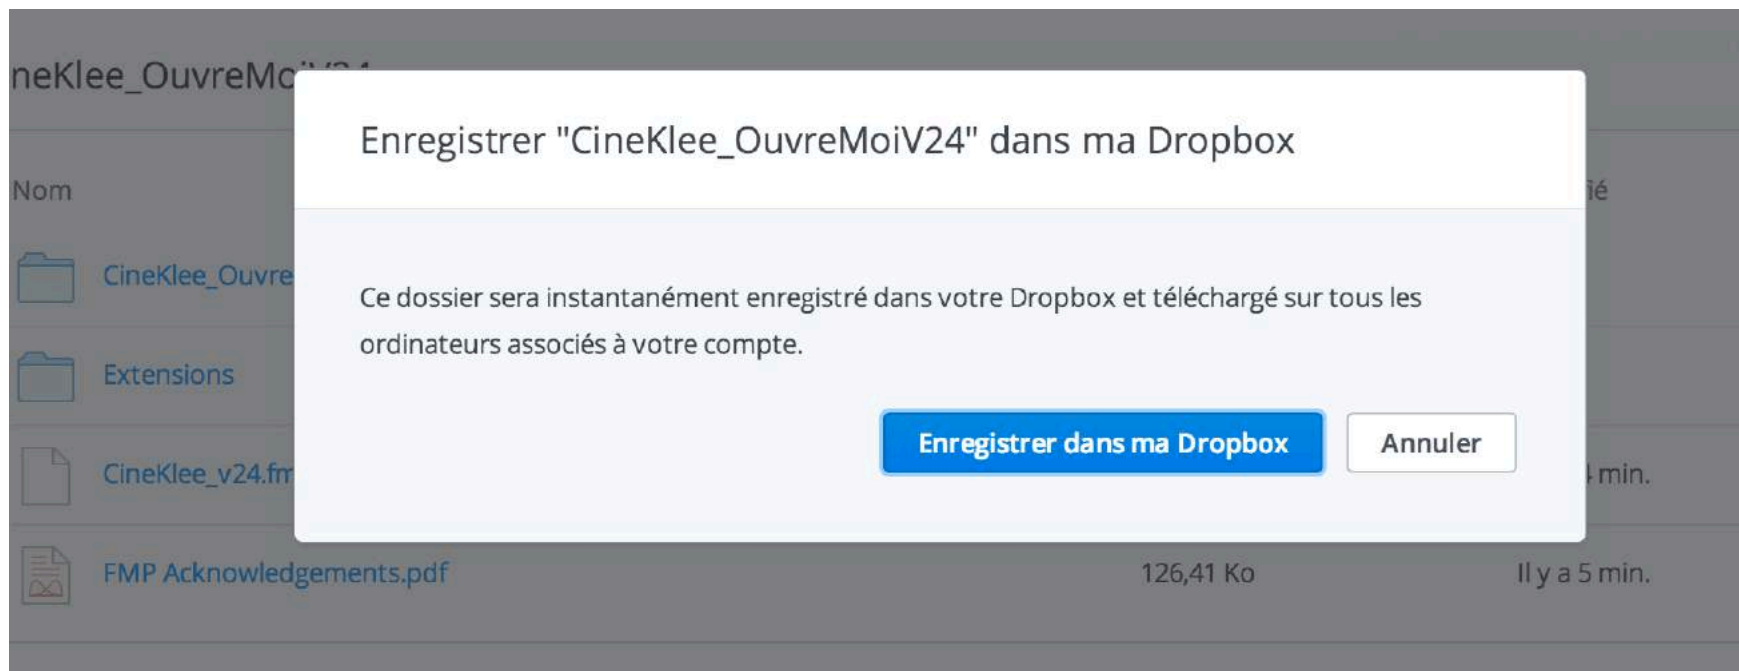 neKlee_OuvreMoiV24
Enregistrer "CineKlee_OuvreMoiV24" dans ma Dropbox
Nom
ié
CineKlee_Ouvre
Ce dossier sera instantanément enregistré dans votre Dropbox et téléchargé sur tous les
ordinateurs associés à votre compte.
Extensions
Enregistrer dans ma Dropbox Annuler
CineKlee_v24.fm
min.
FMP Acknowledgements.pdf 126,41 Ko Il y a 5 min.